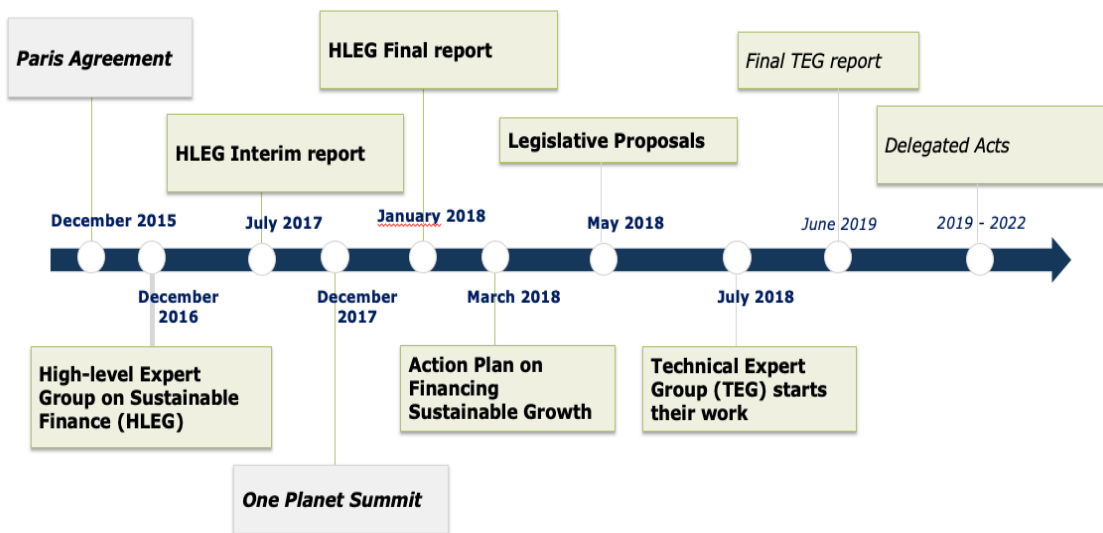 Paris Agreement
HLEG Final report
Final TEG report
HLEG Interim report
Legislative Proposals
Delegated Acts
December 2015
July 2017
January 2018
May 2018
June 2019
2019 - 2022
December
2016
December
2017
March 2018
July 2018
High-level Expert
Group on Sustainable
Finance (HLEG)
Action Plan on
Financing
Sustainable Growth
Technical Expert
Group (TEG) starts
their work
One Planet Summit